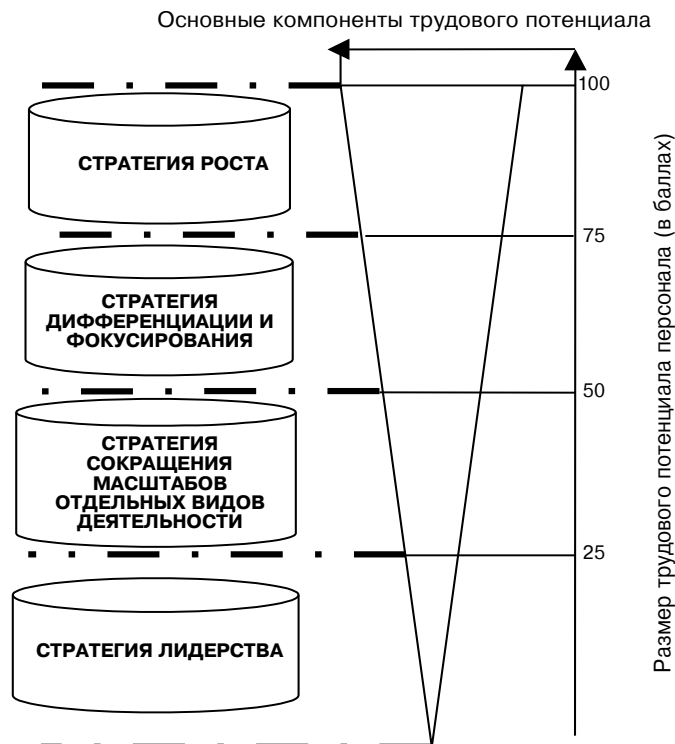 Основные компоненты трудового потенциала
100
СТРАТЕГИЯ РОСТА
75
СТРАТЕГИЯ
ДИФФЕРЕНЦИАЦИИ И
ФОКУСИРОВАНИЯ
50
СТРАТЕГИЯ
СОКРАЩЕНИЯ
МАСШТАБОВ
ОТДЕЛЬНЫХ ВИДОВ
ДЕЯТЕЛЬНОСТИ
25
СТРАТЕГИЯ ЛИДЕРСТВА
Размер трудового потенциала персонала (в баллах)